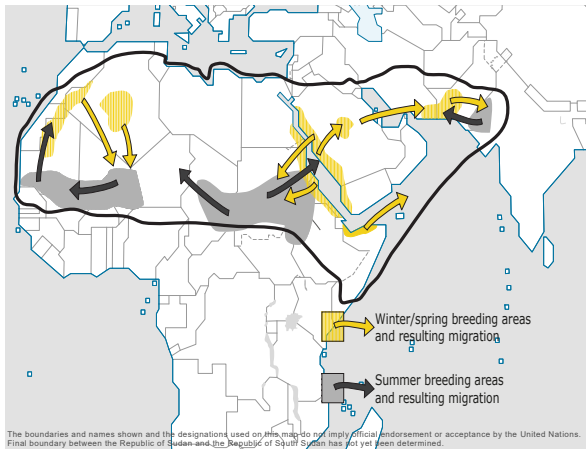 Winter/spring breeding areas
and resulting migration
Summer breeding areas
and resulting migration
The boundaries and names shown and the designations used on this map do not imply official endorsement or acceptance by the United Nations.
Final boundary between the Republic of Sudan and the Republic of South Sudan has not yet been determined.